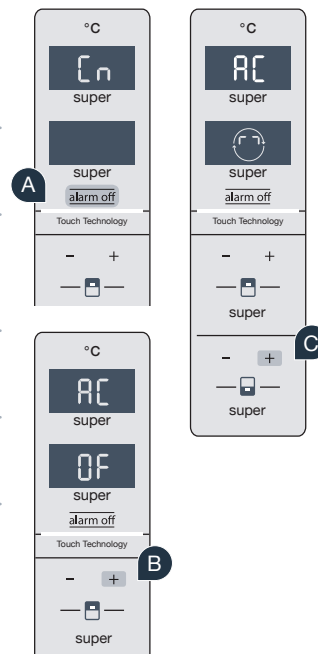 °C
Cn
super
super
alarm off
A
Touch Technology
- +
°C
AC
super
OF
super
alarm off
Touch Technology
- +
B
super
°C
AC
super
super
alarm off
Touch Technology
- +
super
- +
C
super